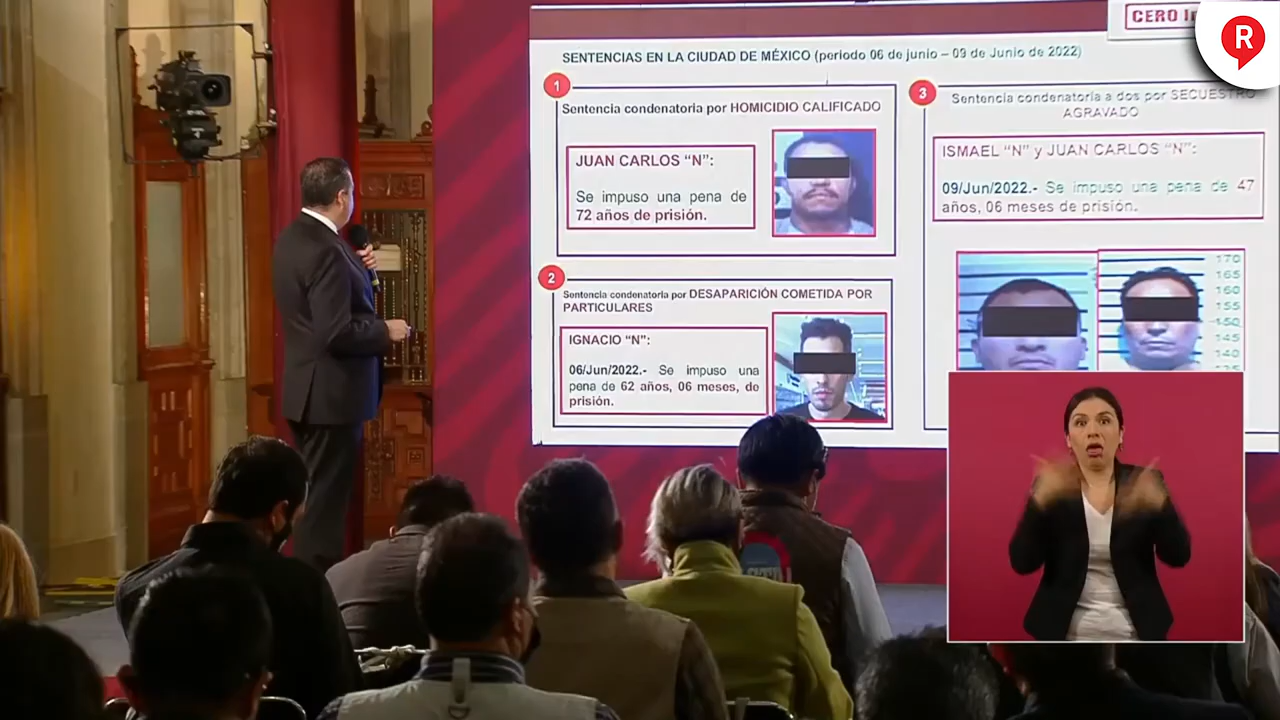 CERO
R
SENTENCIAS EN LA CIUDAD DE MÉXICO (periodo 06 de junio – 09 de Junio de 2022)
1
Sentencia condenatoria por HOMICIDIO CALIFICADO
JUAN CARLOS “N”:
Se impuso una pena de
72 años de prisión.
2
Sentencia condenatoria por DESAPARICIÓN COMETIDA POR
PARTICULARES
IGNACIO “N”:
06/Jun/2022.- Se impuso una
pena de 62 años, 06 meses, de
prisión.
3
Sentencia condenatoria a dos por SECUESTRO
AGRAVADO
ISMAEL “N” y JUAN CARLOS “N”:
09/Jun/2022.- Se impuso una pena de 47
años, 06 meses de prisión.
170
165
160
155
150
145
140